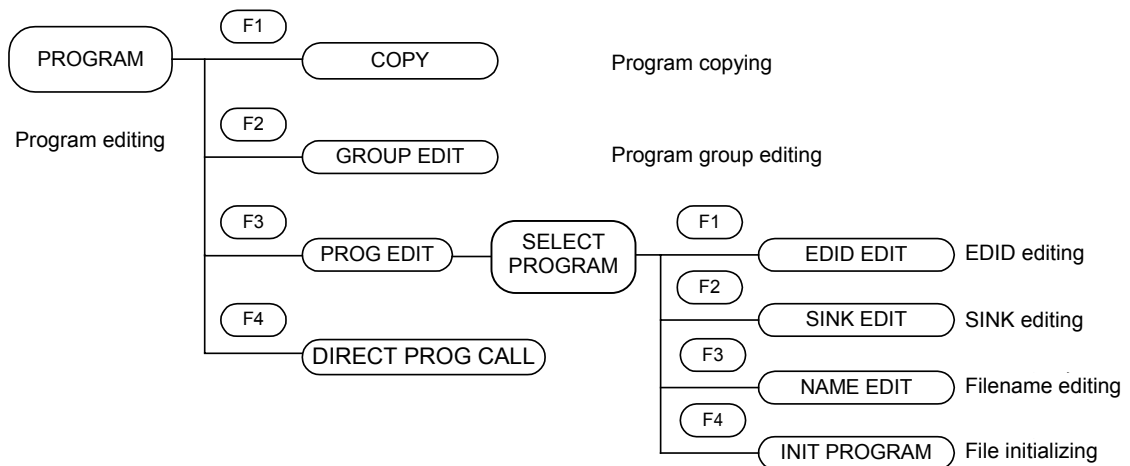 F1
PROGRAM
COPY
Program copying
Program editing
F2
GROUP EDIT
Program group editing
F3
PROG EDIT
SELECT
PROGRAM
F1
EDID EDIT
EDID editing
F2
SINK EDIT
SINK editing
F3
NAME EDIT
Filename editing
F4
INIT PROGRAM
File initializing
F4
DIRECT PROG CALL